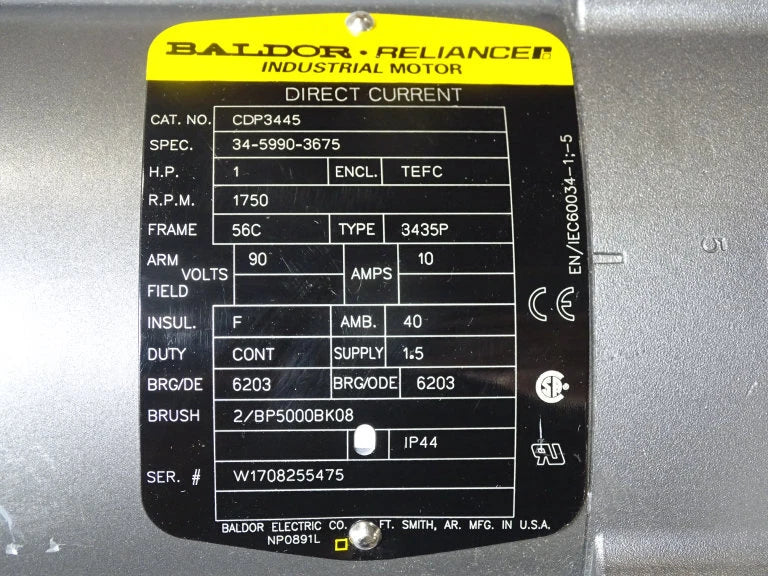 BALDOR • RELIANCE
INDUSTRIAL MOTOR
DIRECT CURRENT
CAT. NO. CDP3445
SPEC. 34-5990-3675
H.P. 1 ENCL. TEFC
R.P.M. 1750
FRAME 56C TYPE 3435P
ARM 90 10
VOLTS AMPS
FIELD
INSUL. F AMB. 40
DUTY CONT SUPPLY 1.5
BRG/DE 6203 BRG/ODE 6203
BRUSH 2/BP5000BK08
IP44
SER. # W1708255475
BALDOR ELECTRIC CO. FT. SMITH, AR. MFG. IN U.S.A.
NP0891L
EN/IEC60034-1;-5
CE
SA
RU
5